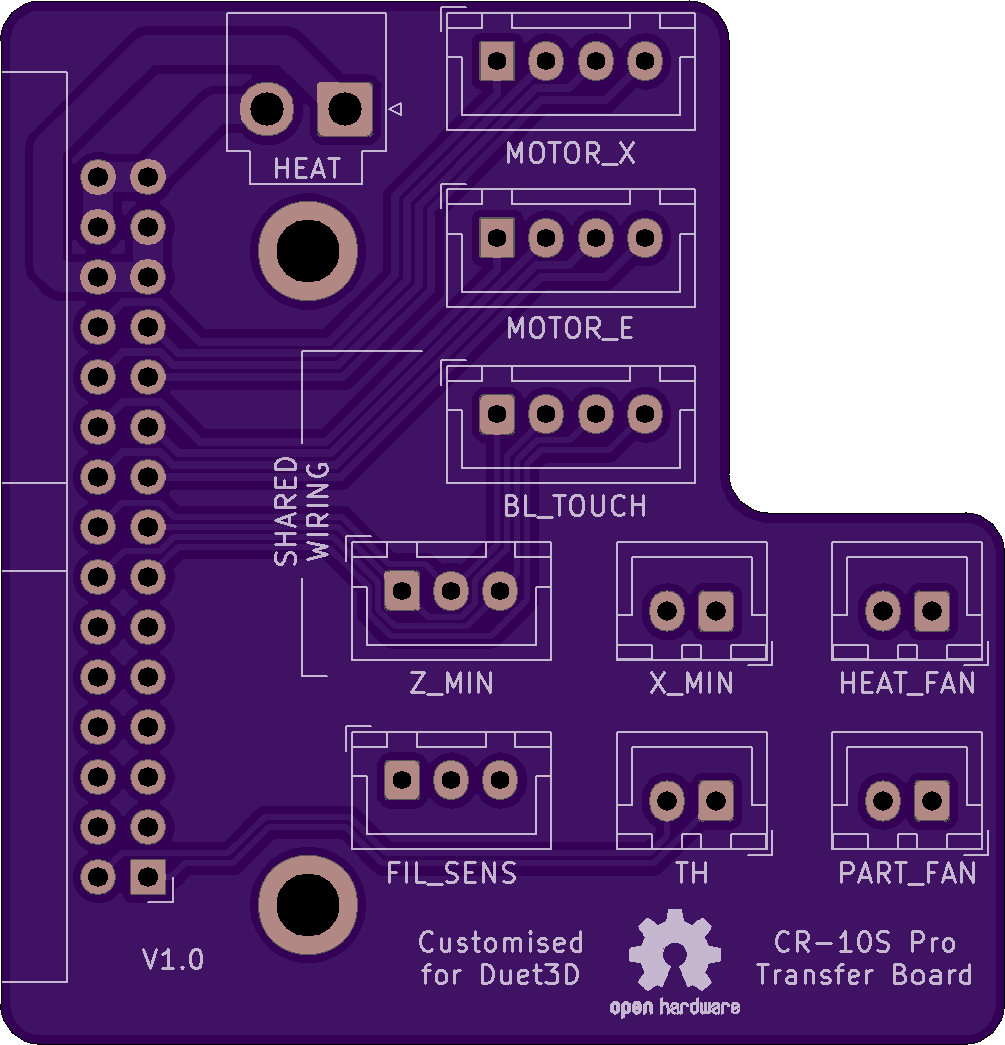 HEAT
MOTOR_X
MOTOR_E
BL_TOUCH
SHARED
WIRING
Z_MIN
X_MIN
HEAT_FAN
FIL_SENS
TH
PART_FAN
V1.0
Customised
for Duet3D
open hardware
CR-10S Pro
Transfer Board